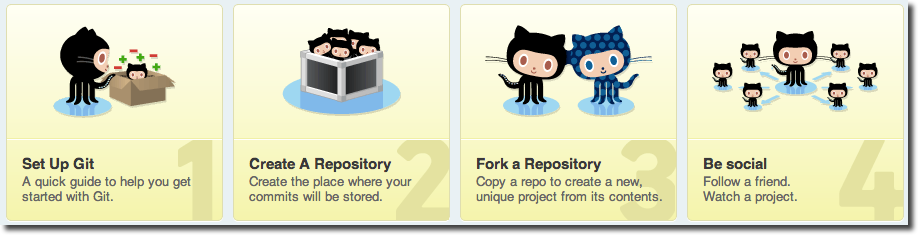 Set Up Git
A quick guide to help you get
started with Git.
1
Create A Repository
Create the place where your
commits will be stored.
2
Fork a Repository
Copy a repo to create a new,
unique project from its contents.
3
Be social
Follow a friend.
Watch a project.
4